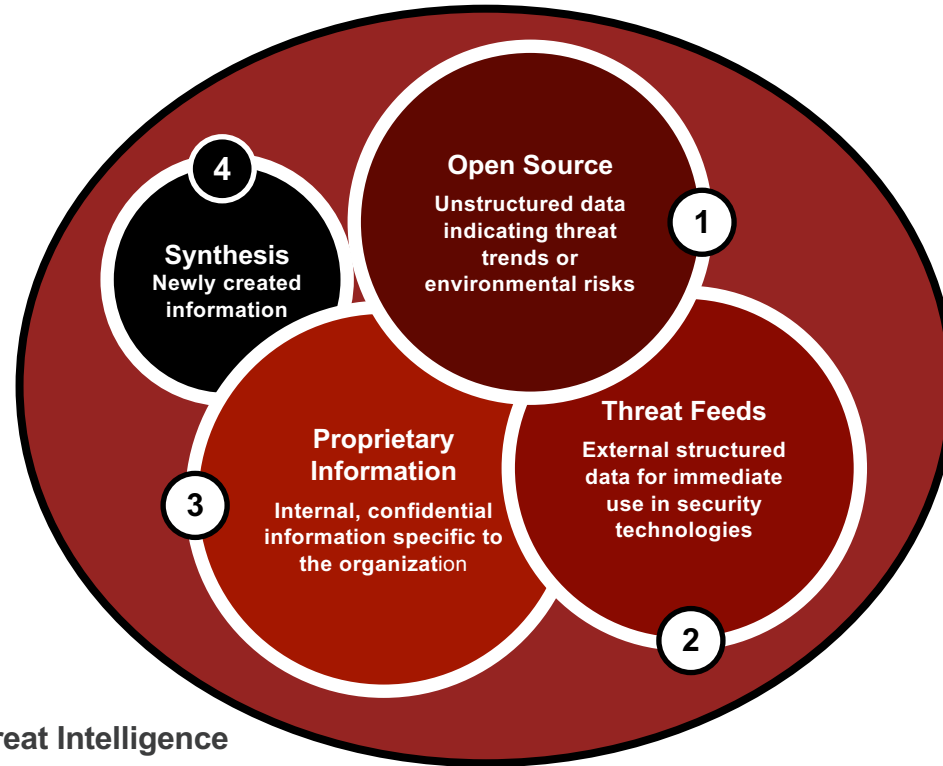 1
Open Source
Unstructured data
indicating threat
trends or
environmental risks
2
Threat Feeds
External structured
data for immediate
use in security
technologies
3
Proprietary
Information
Internal, confidential
information specific to
the organization
4
Synthesis
Newly created
information
reat Intelligence